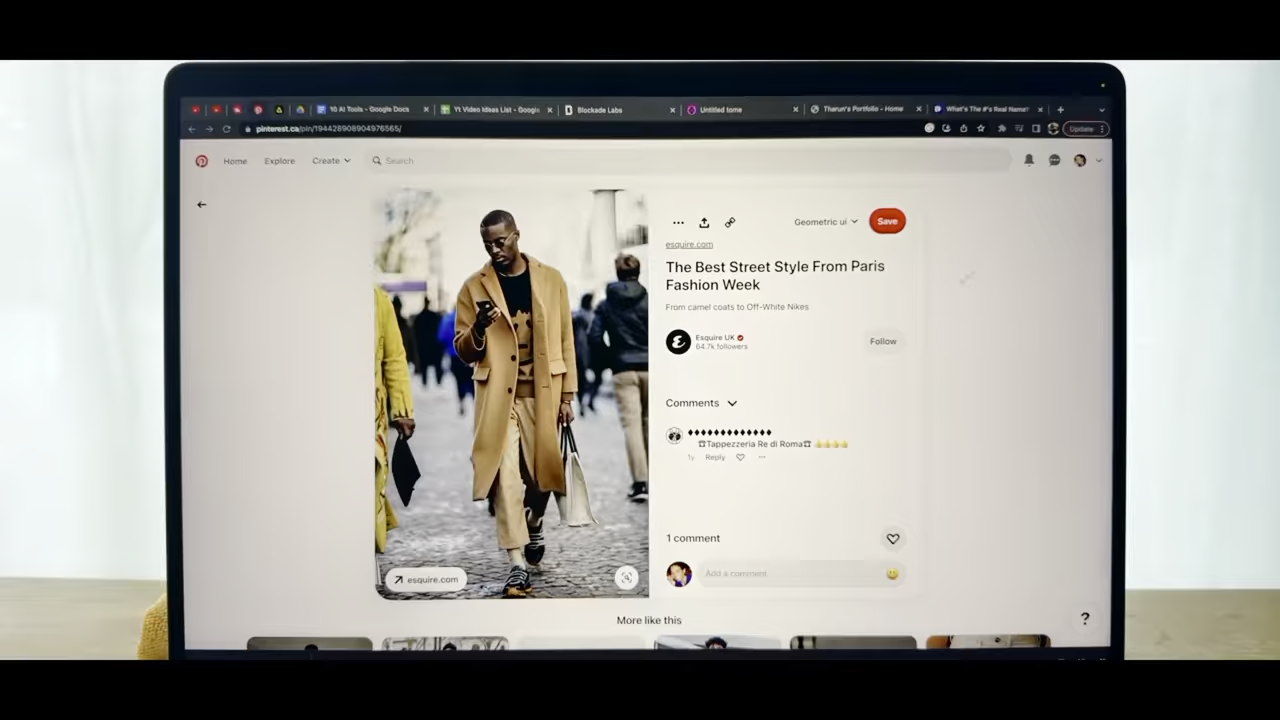 10 AI Tools - Google Docs
Yt Video Ideas List - Google
Blockade Labs
Untitled tome
Tharun's Portfolio - Home
What's The #'s Real Name?
pinterest.ca/pin/194428908904976565/
Update
Home
Explore
Create
Search
Geometric ui
Save
esquire.com
The Best Street Style From Paris
Fashion Week
From camel coats to Off-White Nikes
Esquire UK
64.7k followers
Follow
Comments
♦♦♦♦♦♦♦♦♦♦♦♦♦
Tappezzeria Re di Roma 👍👍👍👍
1y
Reply
1 comment
Add a comment
esquire.com
More like this
?